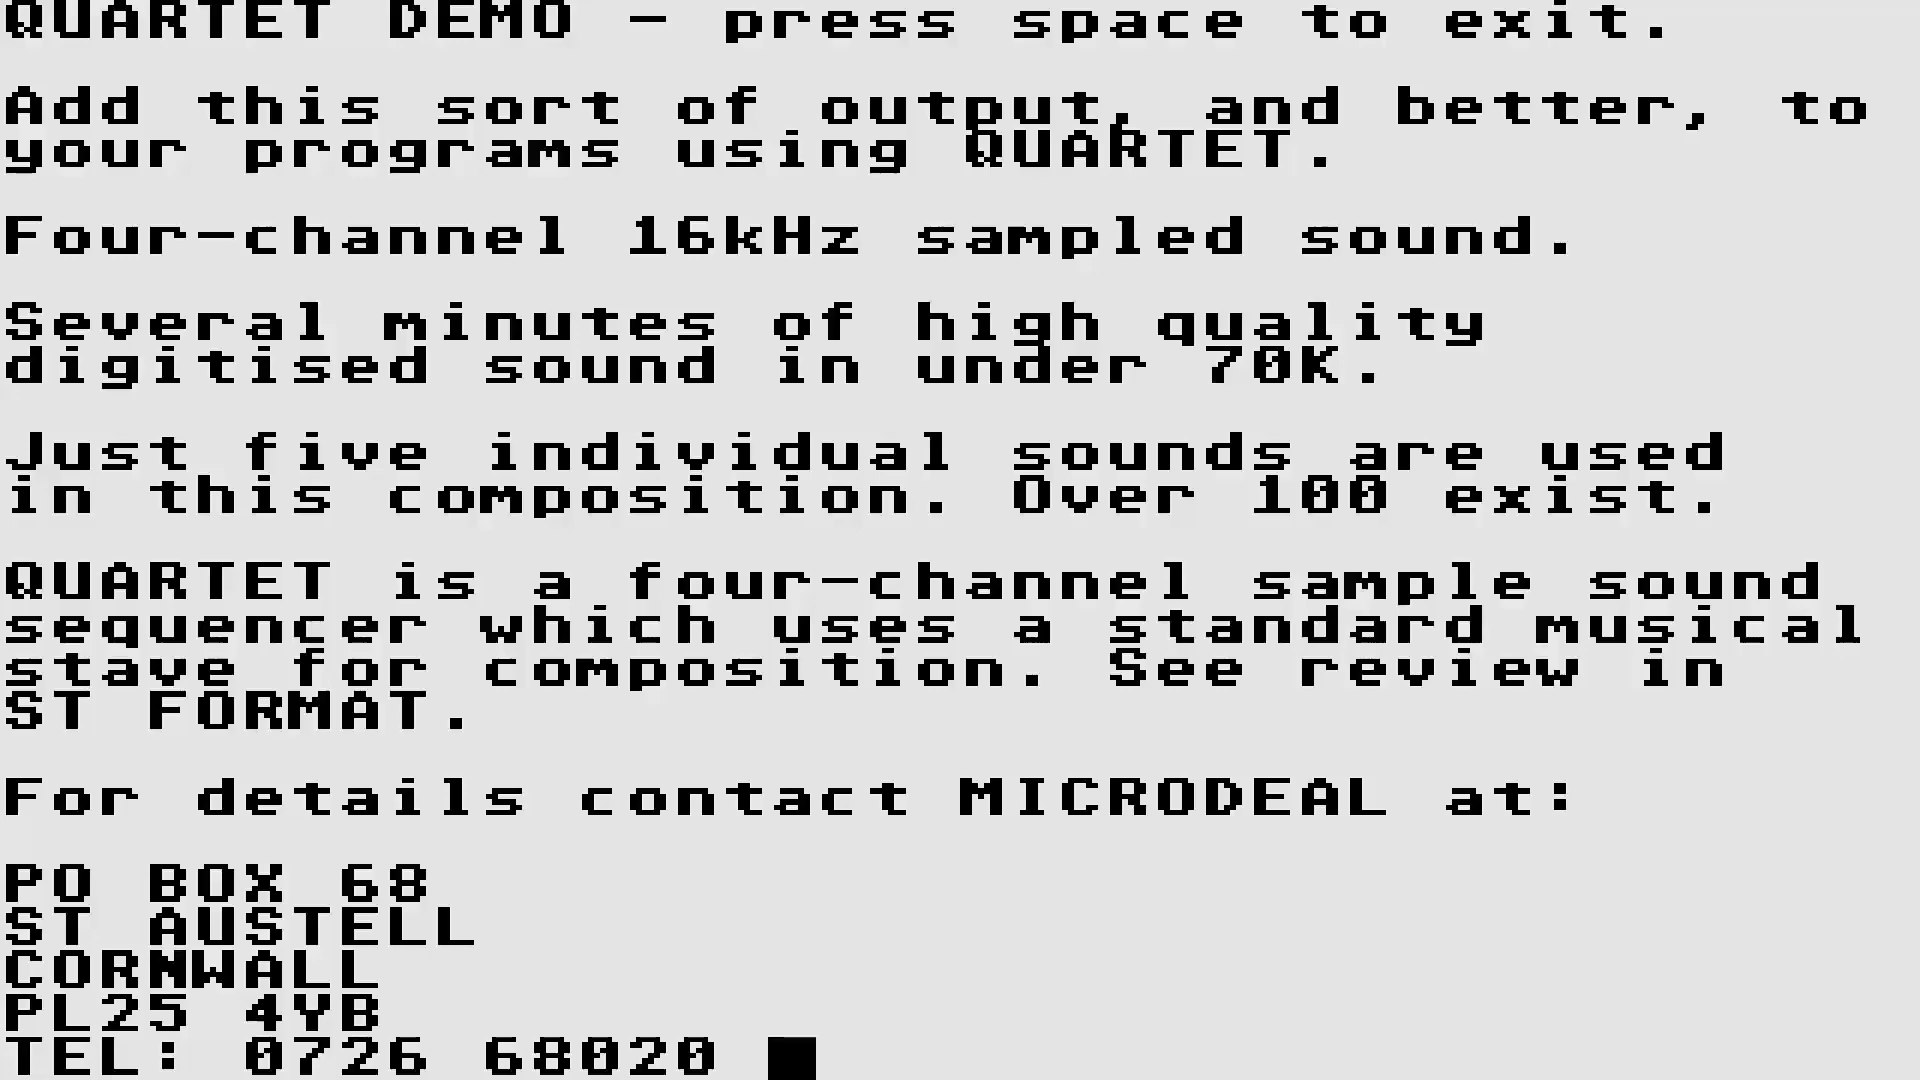 QUARTET DEMO - press space to exit.
Add this sort of output, and better, to
your programs using QUARTET.
Four-channel 16kHz sampled sound.
Several minutes of high quality
digitised sound in under 70K.
Just five individual sounds are used
in this composition. Over 100 exist.
QUARTET is a four-channel sample sound
sequencer which uses a standard musical
stave for composition. See review in
ST FORMAT.
For details contact MICRODEAL at:
PO BOX 68
ST AUSTELL
CORNWALL
PL25 4YB
TEL: 0726 68020